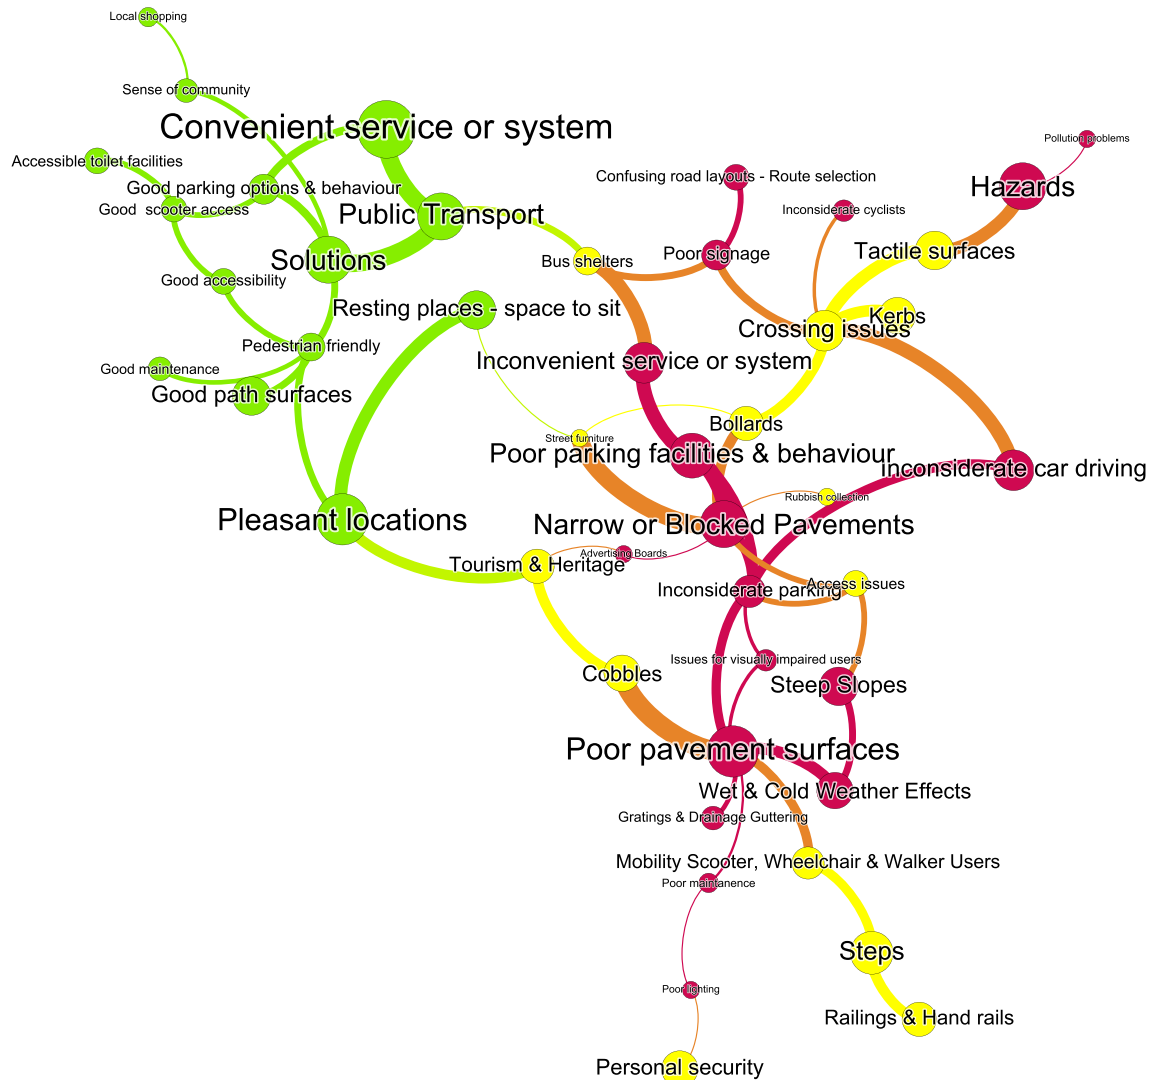 Local shopping
Sense of community
Convenient service or system
Pollution problems
Accessible toilet facilities
Confusing road layouts - Route selection
Good parking options & behaviour
Hazards
Good  scooter access
Inconsiderate cyclists
Public Transport
Tactile surfaces
Poor signage
Solutions
Bus shelters
Good accessibility
Resting places - space to sit
Kerbs
Crossing issues
Pedestrian friendly
Inconvenient service or system
Good maintenance
Good path surfaces
Bollards
Street furniture
Poor parking facilities & behaviour
inconsiderate car driving
Rubbish collection
Pleasant locations
Narrow or Blocked Pavements
Advertising Boards
Tourism & Heritage
Access issues
Inconsiderate parking
Issues for visually impaired users
Cobbles
Steep Slopes
Poor pavement surfaces
Wet & Cold Weather Effects
Gratings & Drainage Guttering
Mobility Scooter, Wheelchair & Walker Users
Poor maintanence
Steps
Poor lighting
Railings & Hand rails
Personal security